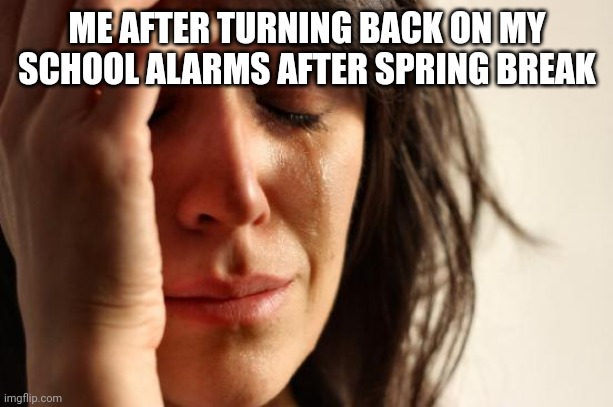 ME AFTER TURNING BACK ON MY
SCHOOL ALARMS AFTER SPRING BREAK
imgflip.com